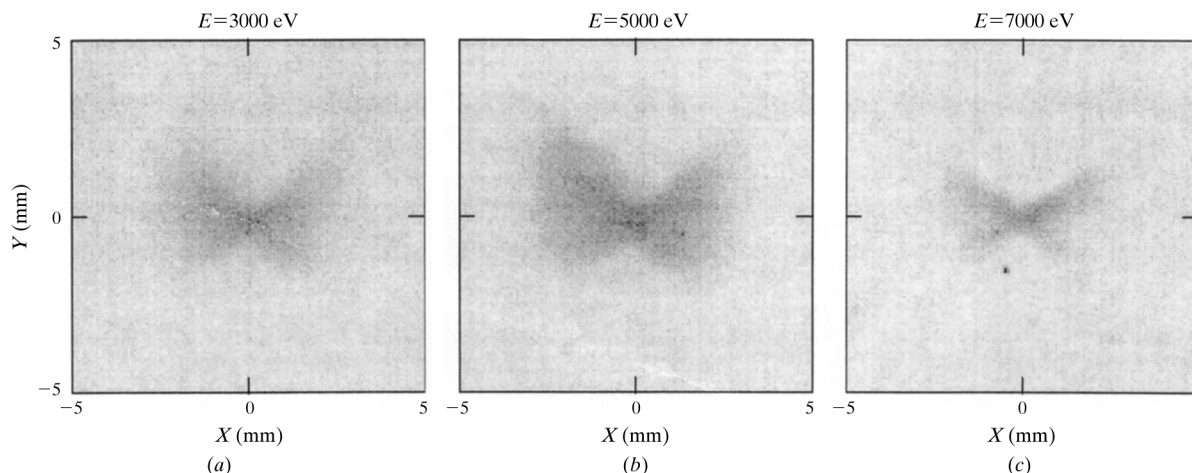 E=3000 eV
E=5000 eV
E=7000 eV
5
0
−5
Y (mm)
−5 0 5
−5 0 5
−5 0 5
X (mm)
X (mm)
X (mm)
(a)
(b)
(c)